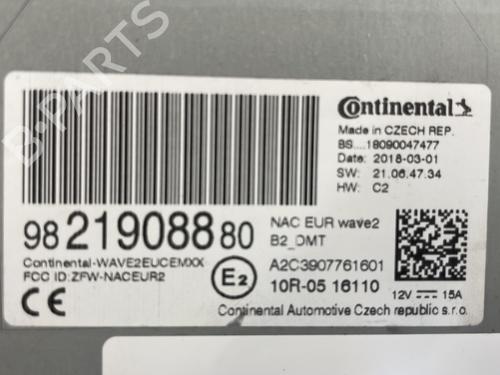 Continental
Made in CZECH REP.
BS....18090047477
Date: 2018-03-01
SW: 21.06.47.34
HW: C2
98 219088 80
NAC EUR wave2
B2_DMT
Continental-WAVE2EUCEMXX
FCC ID:ZFW-NACEUR2
E2
A2C3907761601
10R-05 16110
12V 15A
CE
Continental Automotive Czech republic s.r.o.
B-PARTS